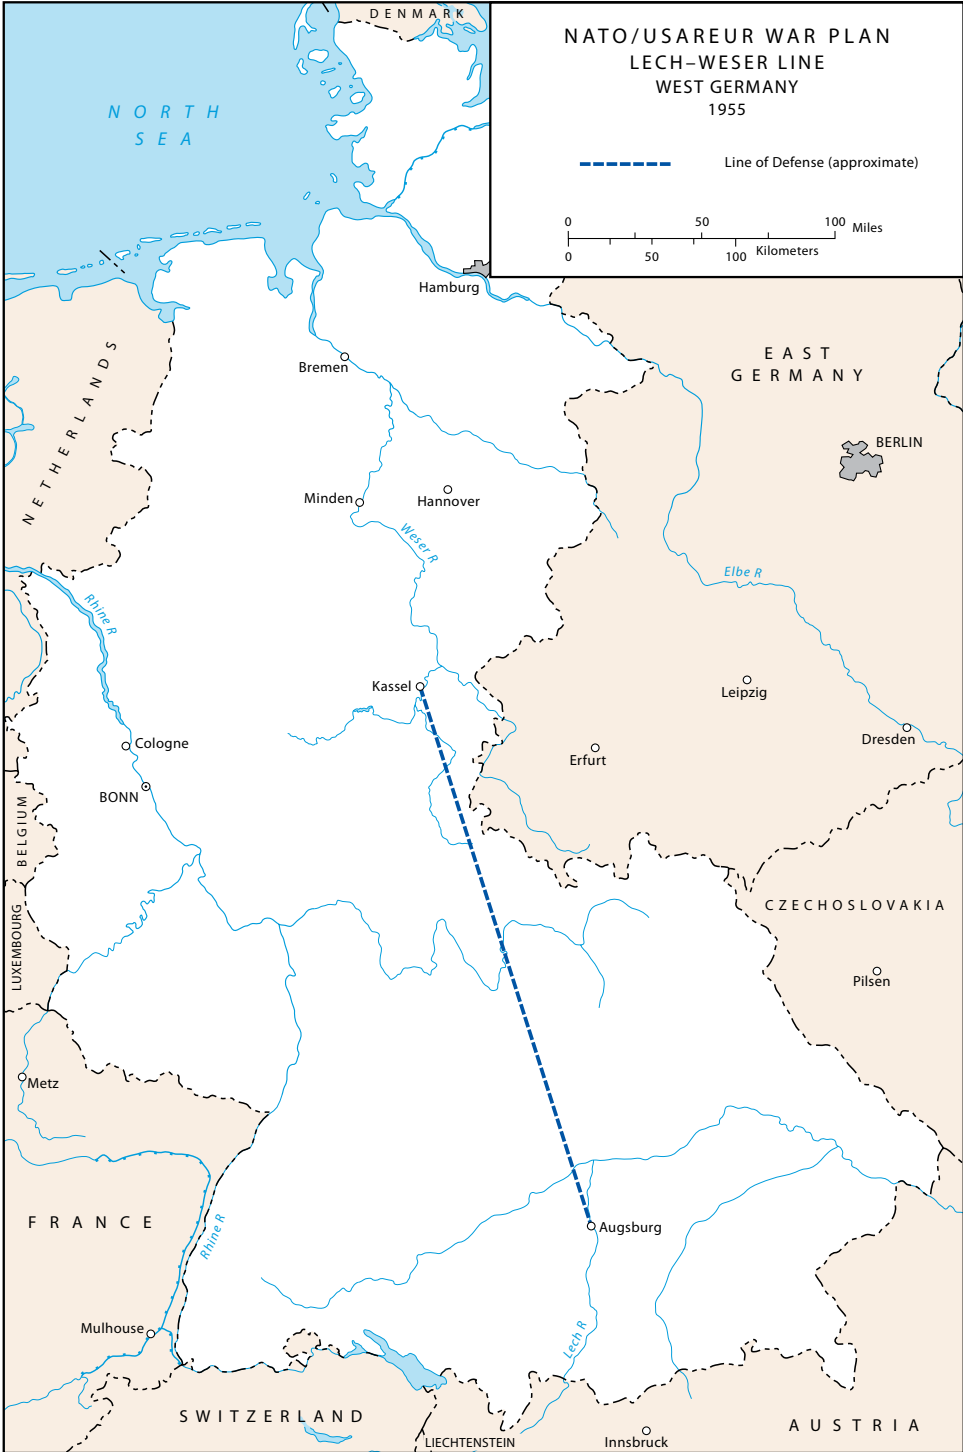 DENMARK
NATO/USAREUR WAR PLAN
LECH–WESER LINE
WEST GERMANY
1955
Line of Defense (approximate)
0 50 100 Miles
0 50 100 Kilometers
NORTH
SEA
Hamburg
NETHERLANDS
Bremen
EAST
GERMANY
BERLIN
Minden
Hannover
Weser R
Elbe R
Rhine R
Kassel
Leipzig
Cologne
Erfurt
Dresden
BONN
BELGIUM
LUXEMBOURG
CZECHOSLOVAKIA
Pilsen
Metz
FRANCE
Rhine R
Augsburg
Mulhouse
Lech R
SWITZERLAND
LIECHTENSTEIN
Innsbruck
AUSTRIA